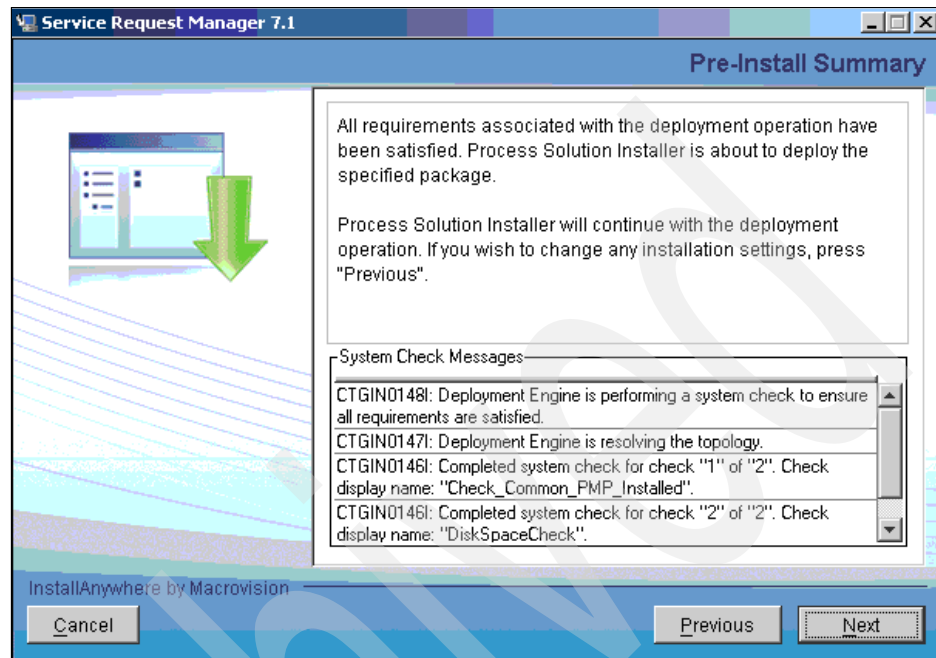 Service Request Manager 7.1
Pre-Install Summary
All requirements associated with the deployment operation have
been satisfied. Process Solution Installer is about to deploy the
specified package.
Process Solution Installer will continue with the deployment
operation. If you wish to change any installation settings, press
"Previous".
System Check Messages
CTGIN0148I: Deployment Engine is performing a system check to ensure
all requirements are satisfied.
CTGIN0147I: Deployment Engine is resolving the topology.
CTGIN0146I: Completed system check for check "1" of "2". Check
display name: "Check_Common_PMP_Installed".
CTGIN0146I: Completed system check for check "2" of "2". Check
display name: "DiskSpaceCheck".
InstallAnywhere by Macrovision
Cancel
Previous
Next